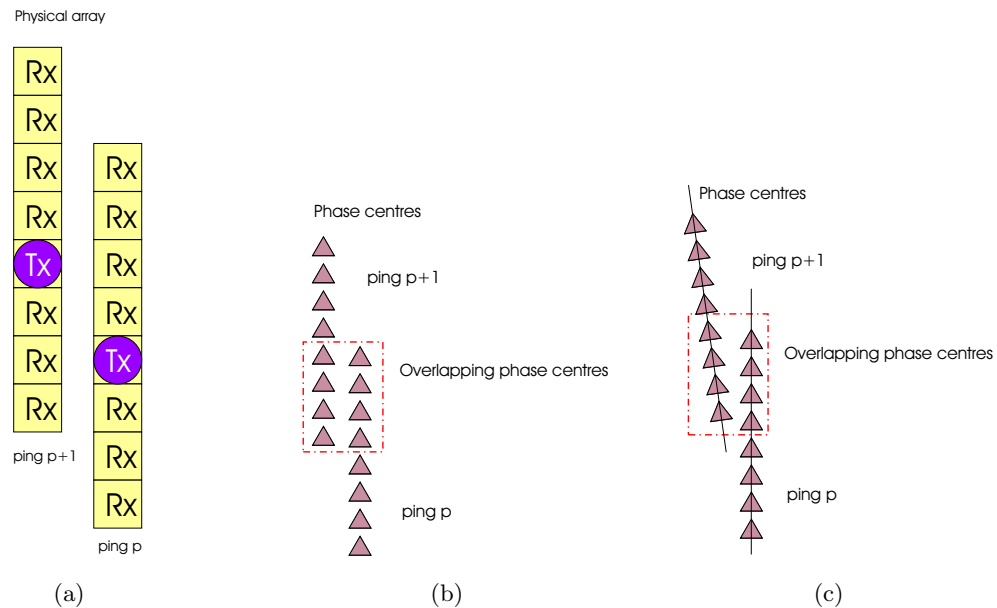 Physical array
Rx
Rx
Rx
Rx
Tx
Rx
Rx
Rx
ping p+1
Rx
Rx
Rx
Rx
Tx
Rx
Rx
Rx
ping p
(a)
Phase centres
ping p+1
Overlapping phase centres
ping p
(b)
Phase centres
ping p+1
Overlapping phase centres
ping p
(c)